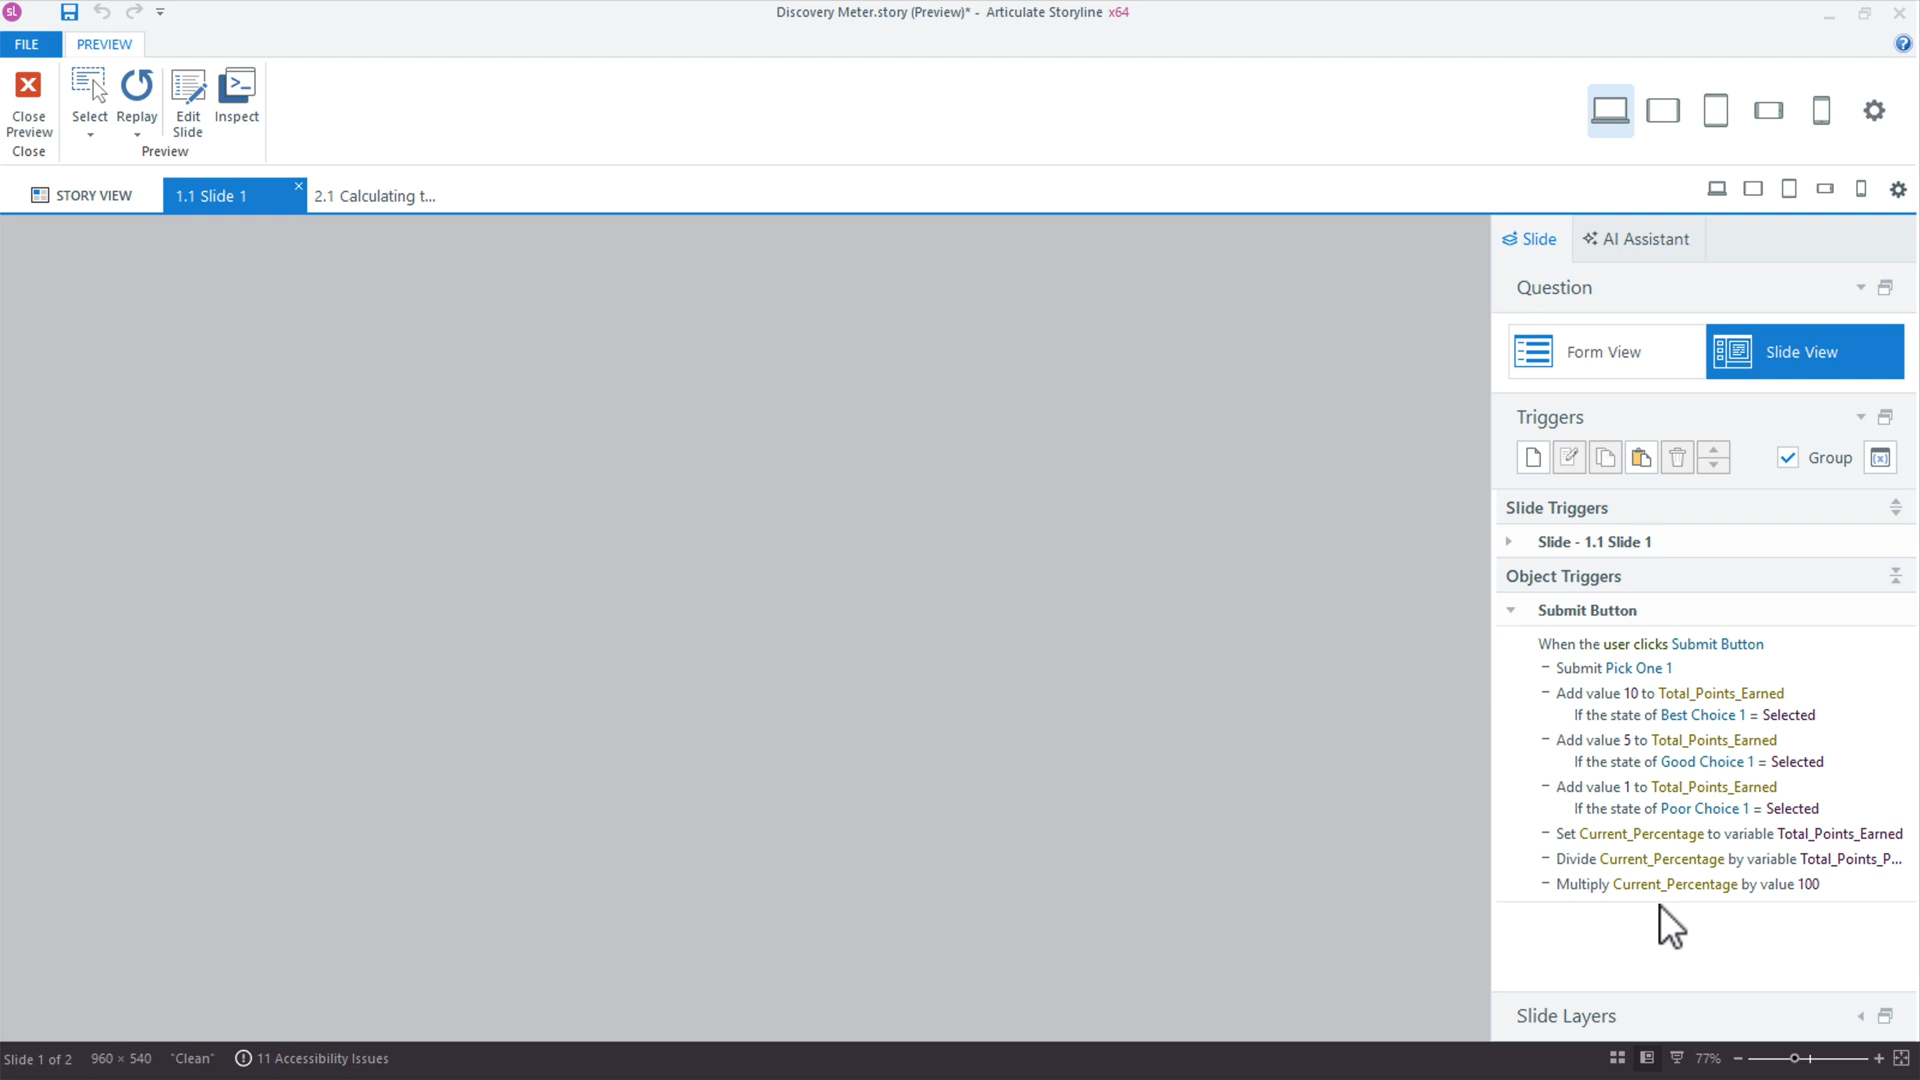 sl
Discovery Meter.story (Preview)* - Articulate Storyline x64
FILE
PREVIEW
Close Preview
Select
Replay
Edit Slide
Inspect
Close
Preview
STORY VIEW
1.1 Slide 1
2.1 Calculating t...
Slide
AI Assistant
Question
Form View
Slide View
Triggers
Group
Slide Triggers
Slide - 1.1 Slide 1
Object Triggers
Submit Button
When the user clicks Submit Button
- Submit Pick One 1
- Add value 10 to Total_Points_Earned
If the state of Best Choice 1 = Selected
- Add value 5 to Total_Points_Earned
If the state of Good Choice 1 = Selected
- Add value 1 to Total_Points_Earned
If the state of Poor Choice 1 = Selected
- Set Current_Percentage to variable Total_Points_Earned
- Divide Current_Percentage by variable Total_Points_P...
- Multiply Current_Percentage by value 100
Slide Layers
Slide 1 of 2
960 × 540
"Clean"
11 Accessibility Issues
77%